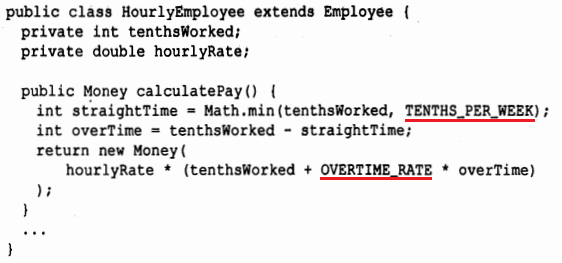 public class HourlyEmployee extends Employee {
private int tenthsWorked;
private double hourlyRate;
public Money calculatePay() {
int straightTime = Math.min(tenthsWorked, TENTHS_PER_WEEK);
int overTime = tenthsWorked - straightTime;
return new Money(
hourlyRate * (tenthsWorked + OVERTIME_RATE * overTime)
);
}
...
}